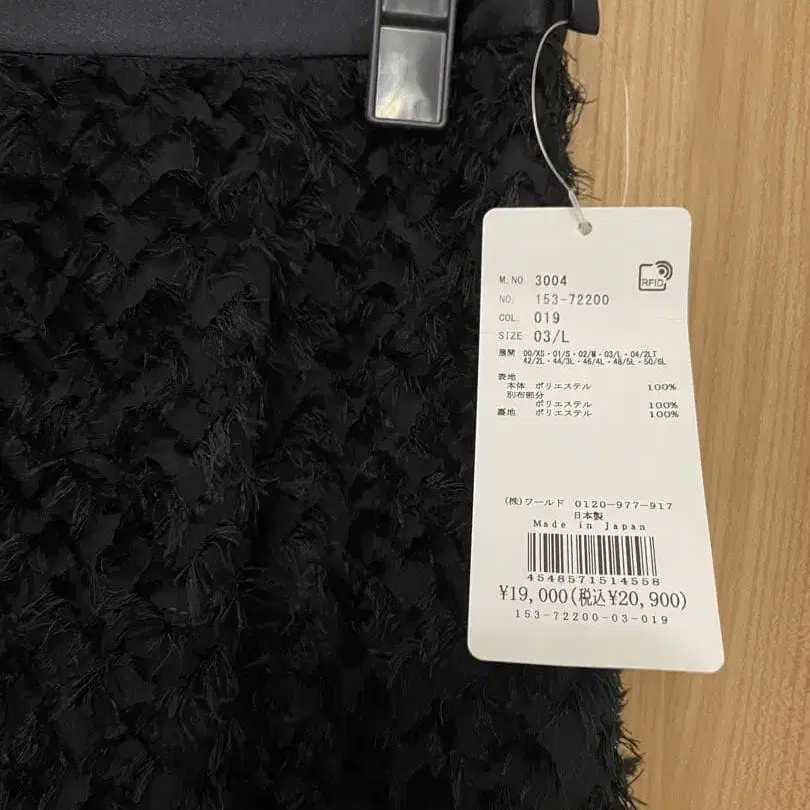 RFID
M.NO. 3004
NO. 153-72200
COL. 019
SIZE 03/L
展開 00/XS・01/S・02/M・03/L・04/2LT
42/2L・44/3L・46/4L・48/5L・50/6L
表地
本体 ポリエステル 100%
別布部分
ポリエステル 100%
裏地 ポリエステル 100%
(株)ワールド 0120-977-917
日本製
Made in Japan
4548571514558
¥19,000(税込¥20,900)
153-72200-03-019